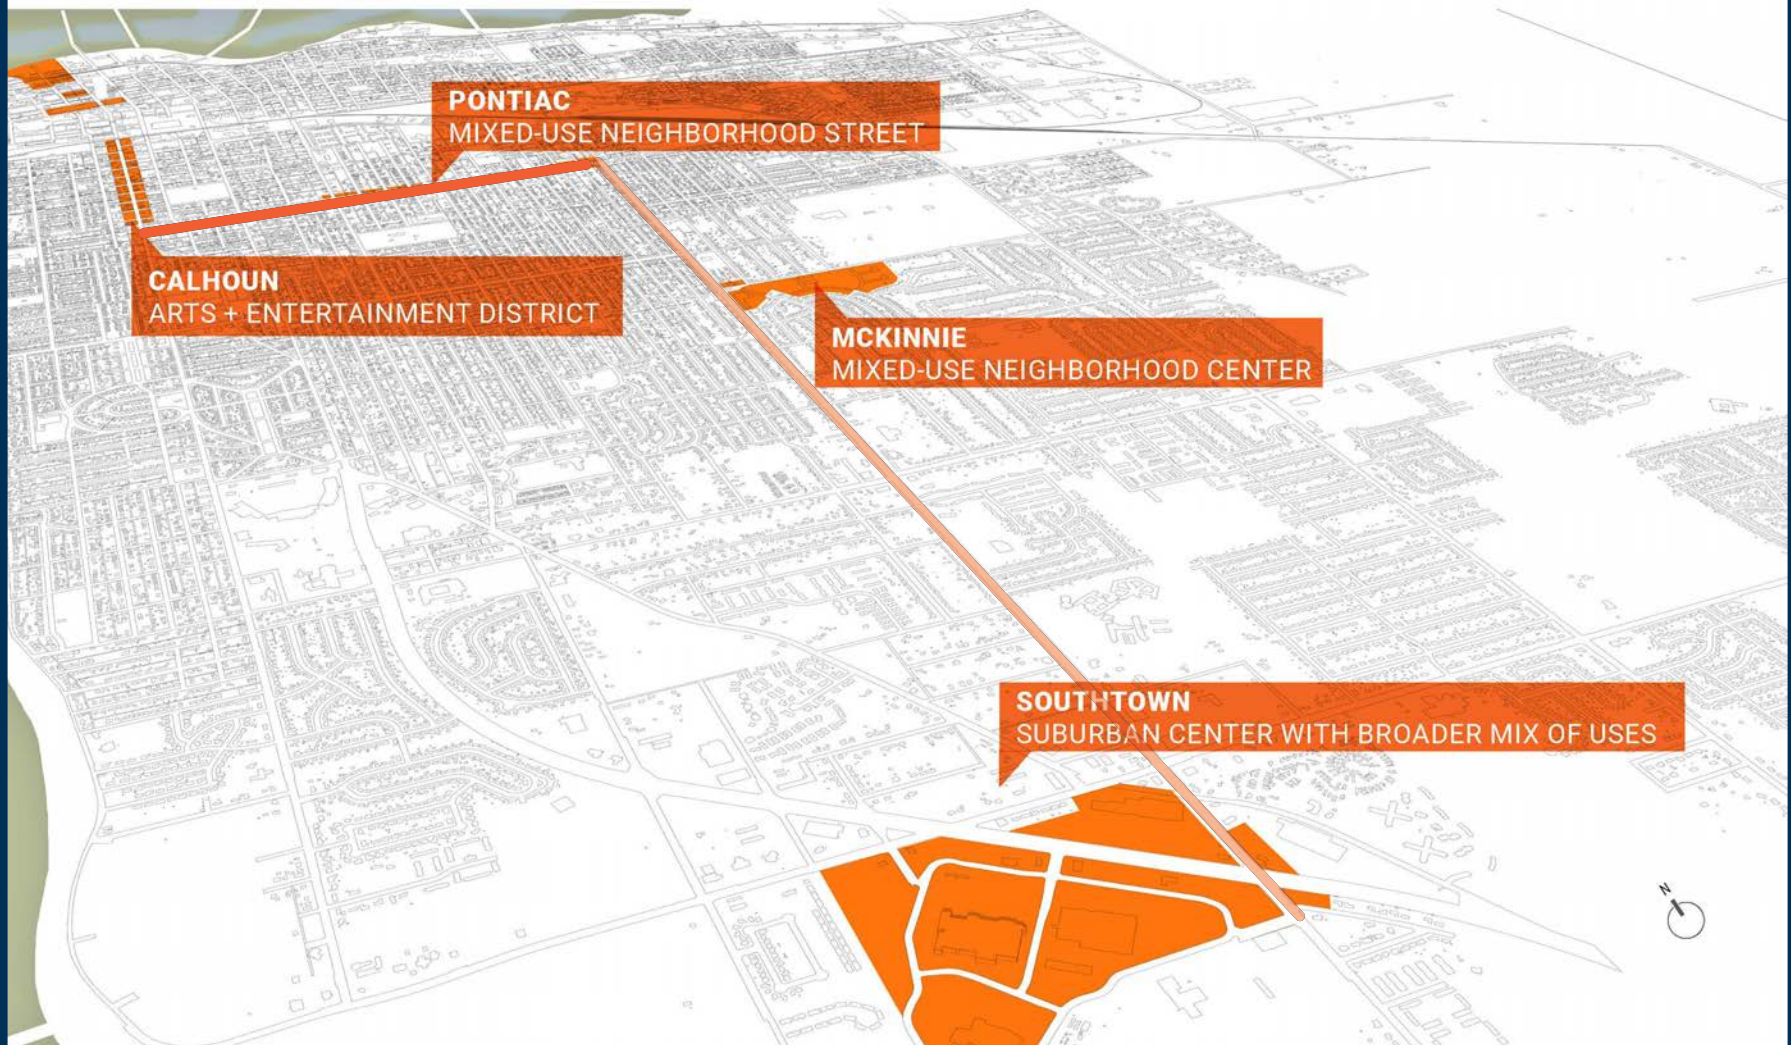 PONTIAC
MIXED-USE NEIGHBORHOOD STREET
CALHOUN
ARTS + ENTERTAINMENT DISTRICT
MCKINNIE
MIXED-USE NEIGHBORHOOD CENTER
SOUTHTOWN
SUBURBAN CENTER WITH BROADER MIX OF USES
N